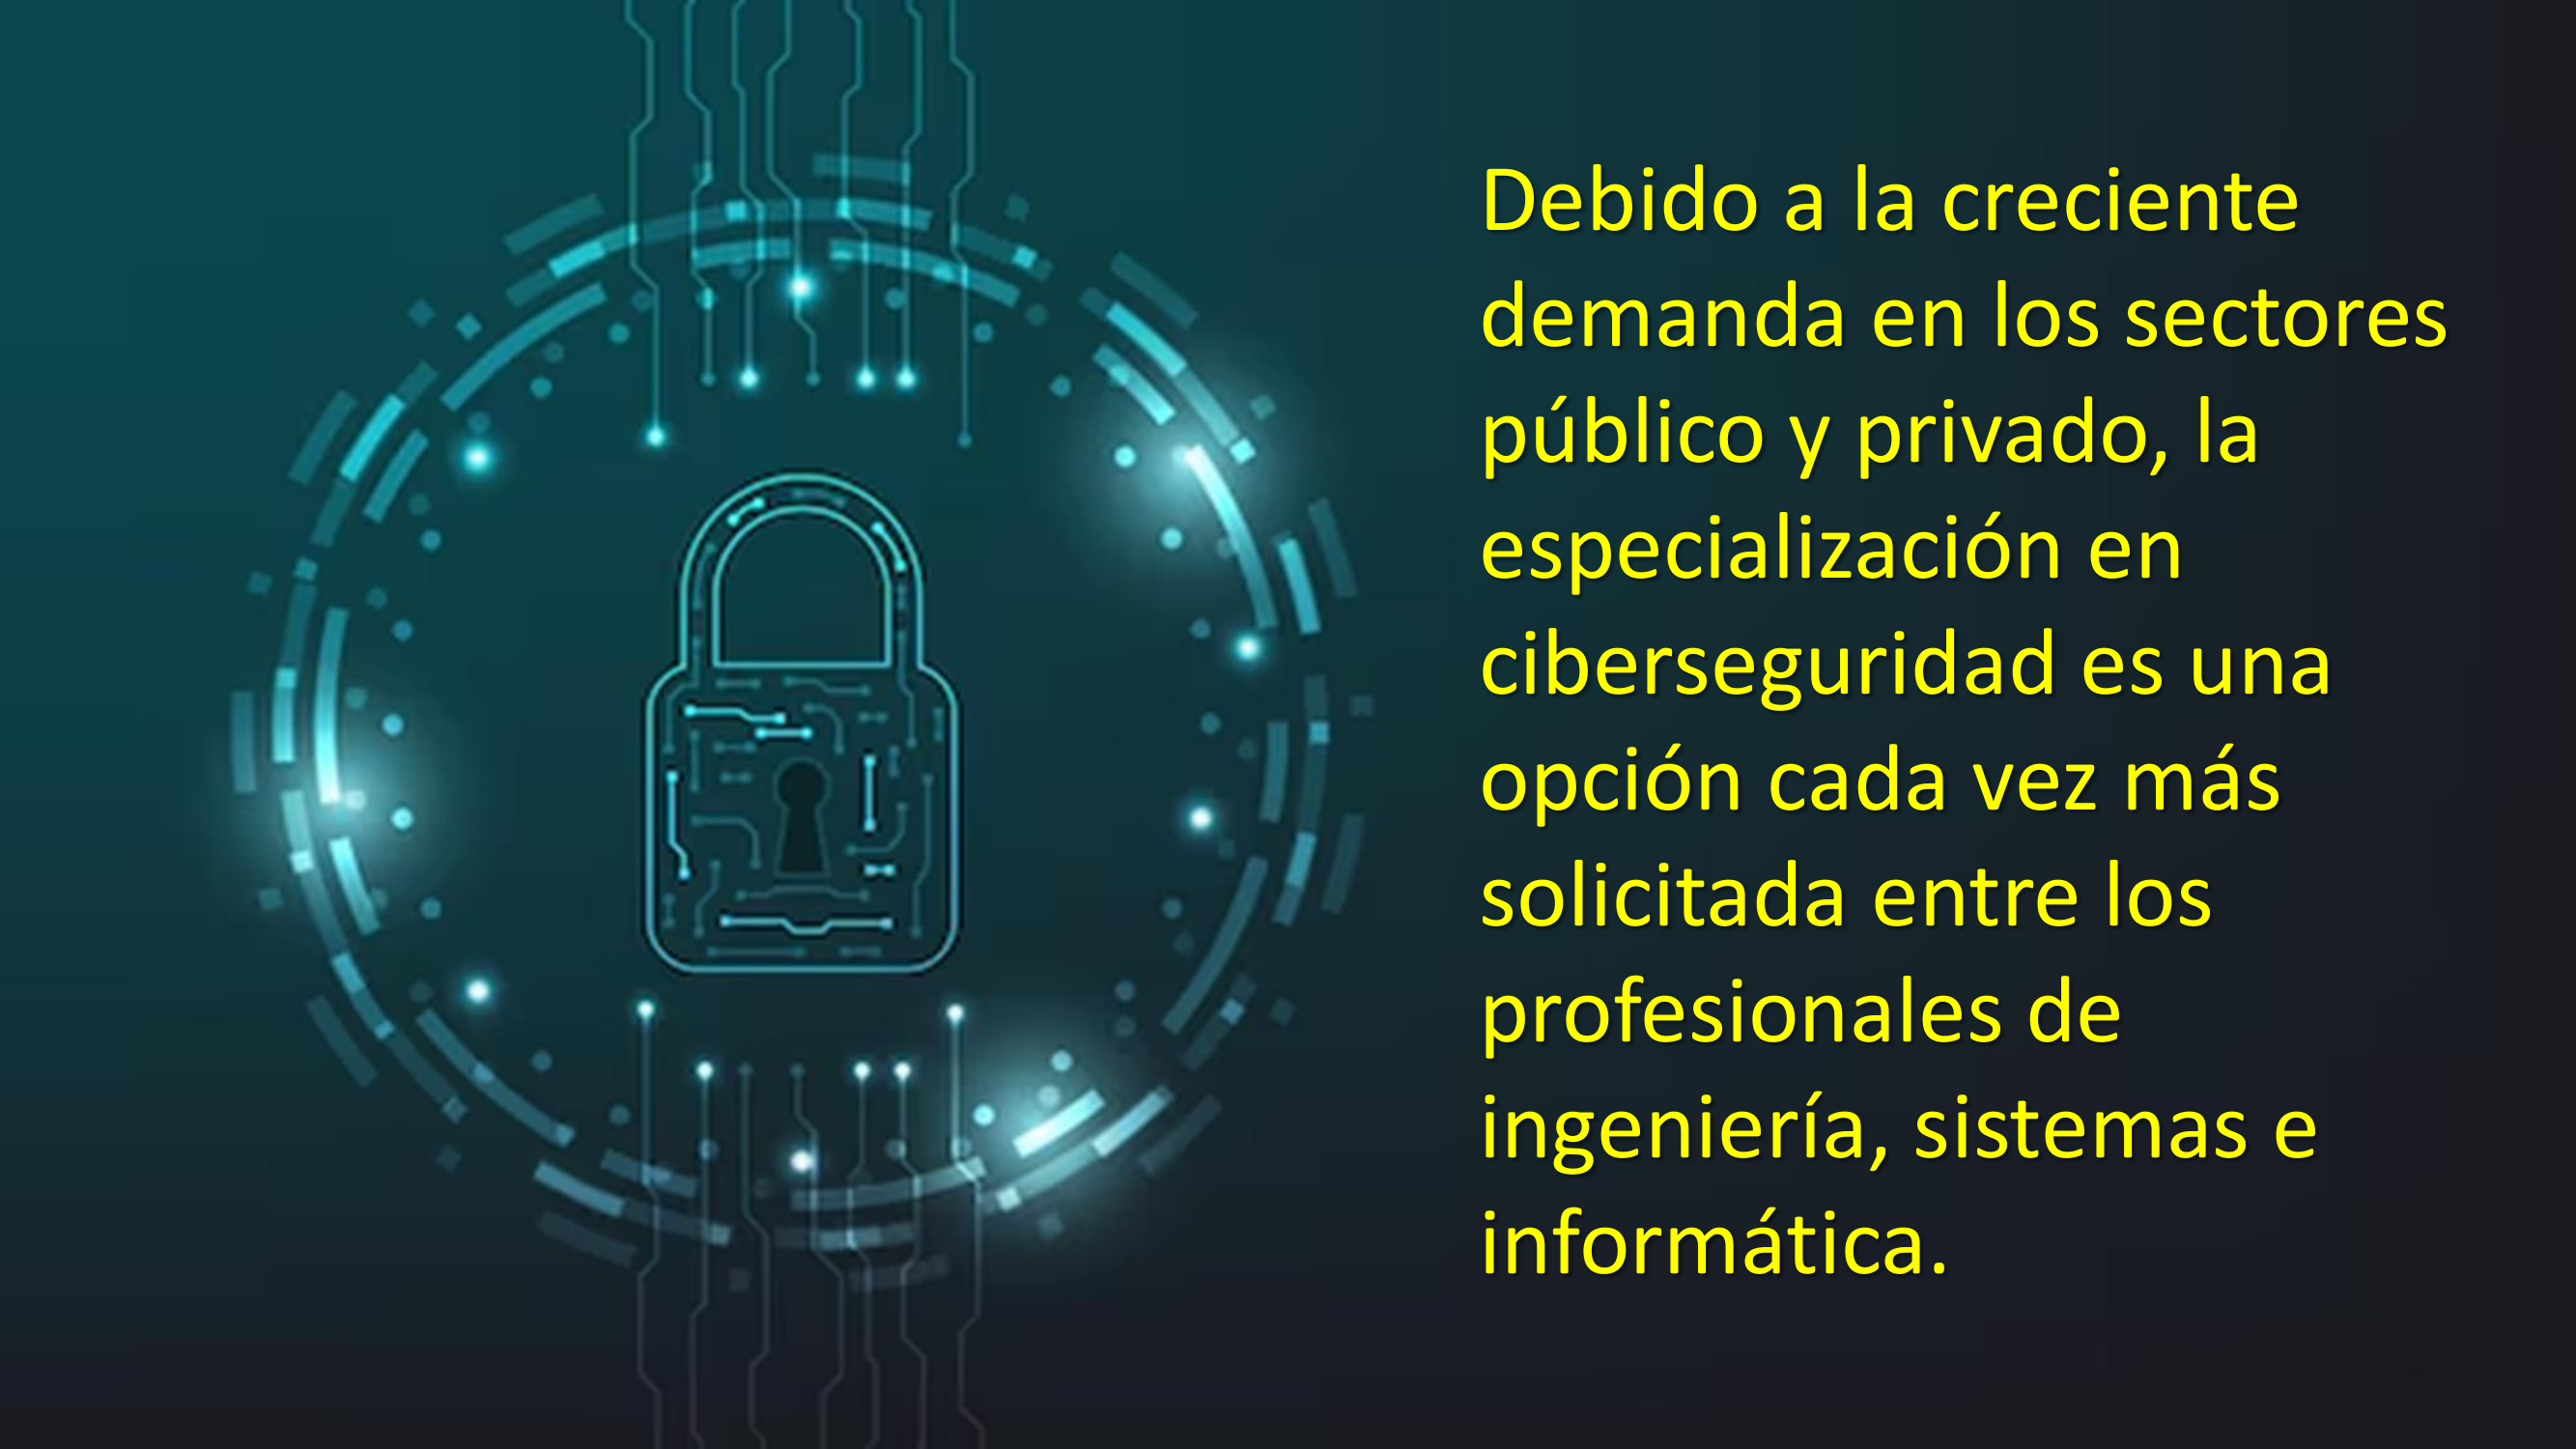 Debido a la creciente
demanda en los sectores
público y privado, la
especialización en
ciberseguridad es una
opción cada vez más
solicitada entre los
profesionales de
ingeniería, sistemas e
informática.